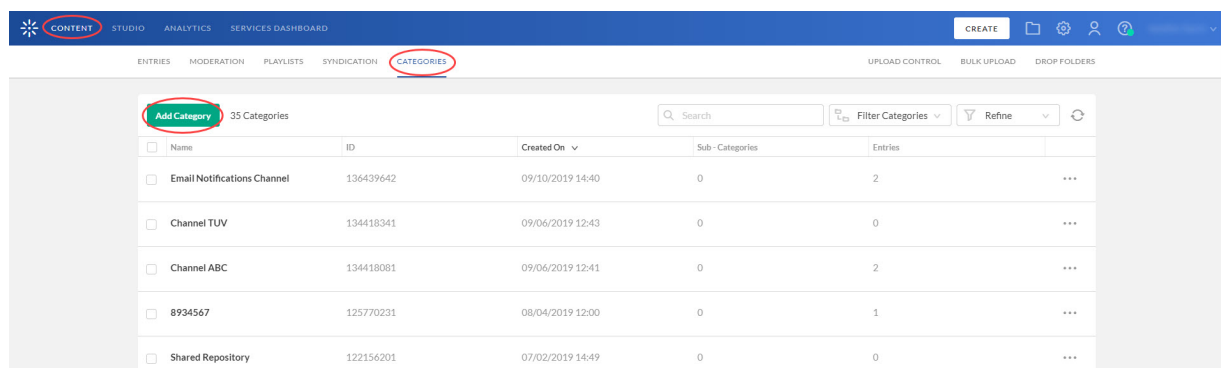 CONTENT STUDIO ANALYTICS SERVICES DASHBOARD CREATE
ENTRIES MODERATION PLAYLISTS SYNDICATION CATEGORIES UPLOAD CONTROL BULK UPLOAD DROP FOLDERS
Add Category 35 Categories Search Filter Categories Refine
Name ID Created On Sub - Categories Entries
Email Notifications Channel 136439642 09/10/2019 14:40 0 2
Channel TUV 134418341 09/06/2019 12:43 0 0
Channel ABC 134418081 09/06/2019 12:41 0 2
8934567 125770231 08/04/2019 12:00 0 1
Shared Repository 122156201 07/02/2019 14:49 0 0